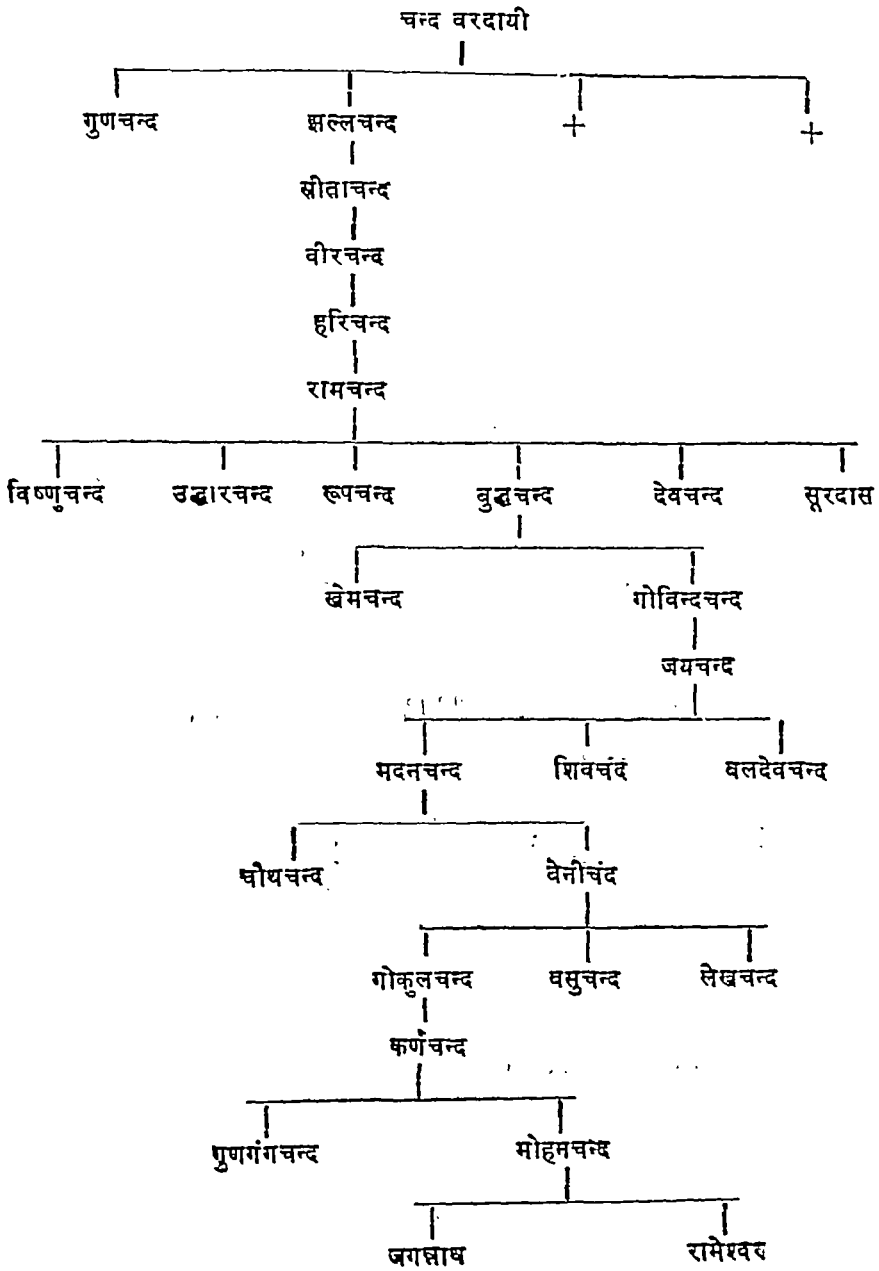 चन्द वरदायी
गुणचन्द झल्लचन्द + +
सीताचन्द
वीरचन्द
हरिचन्द
रामचन्द
विष्णुचन्द उद्धारचन्द रूपचन्द बुद्धचन्द देवचन्द सूरदास
खेमचन्द गोविन्दचन्द
जयचन्द
मदनचन्द शिवचंद बलदेवचन्द
चौथचन्द वेनीचंद
गोकुलचन्द वसुचन्द लेखचन्द
कर्णचन्द
गुणगंगचन्द मोहमचन्द
जगन्नाथ रामेश्वर